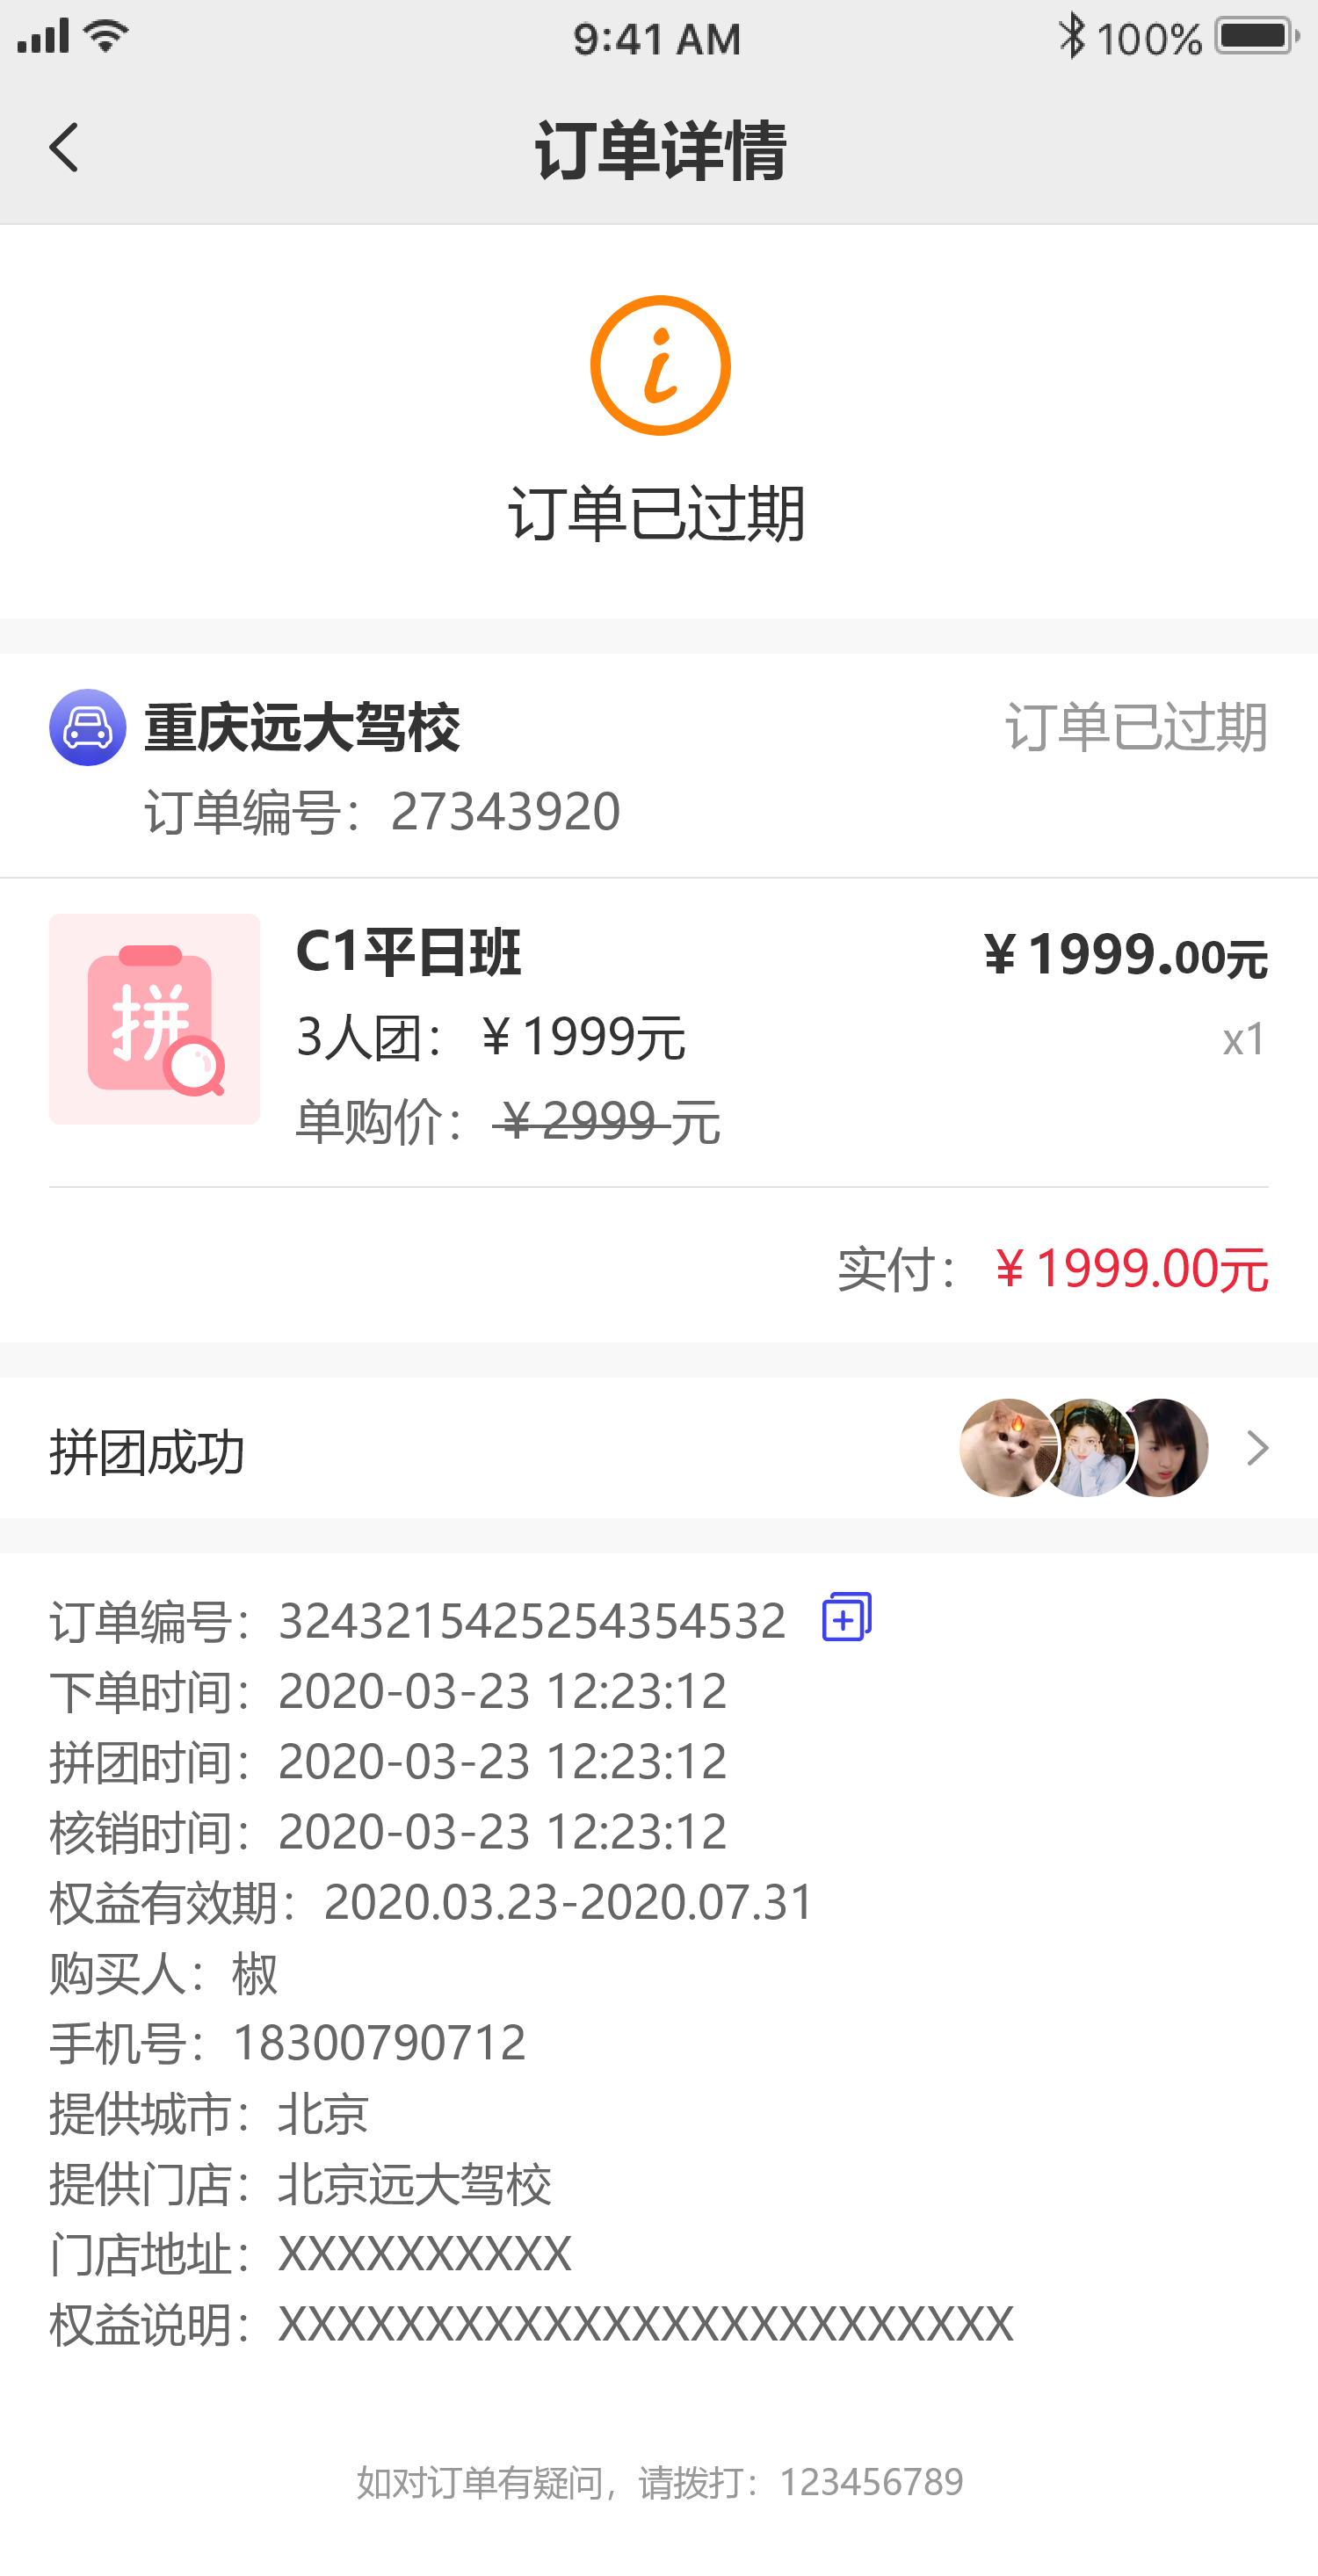 9:41 AM 100%
订单详情
订单已过期
重庆远大驾校 订单已过期
订单编号：27343920
拼
C1平日班 ¥1999.00元
3人团：¥1999元 x1
单购价：¥2999元
实付：¥1999.00元
拼团成功
订单编号：3243215425254354532
下单时间：2020-03-23 12:23:12
拼团时间：2020-03-23 12:23:12
核销时间：2020-03-23 12:23:12
权益有效期：2020.03.23-2020.07.31
购买人：椒
手机号：18300790712
提供城市：北京
提供门店：北京远大驾校
门店地址：XXXXXXXXXX
权益说明：XXXXXXXXXXXXXXXXXXXXXXXXX
如对订单有疑问，请拨打：123456789